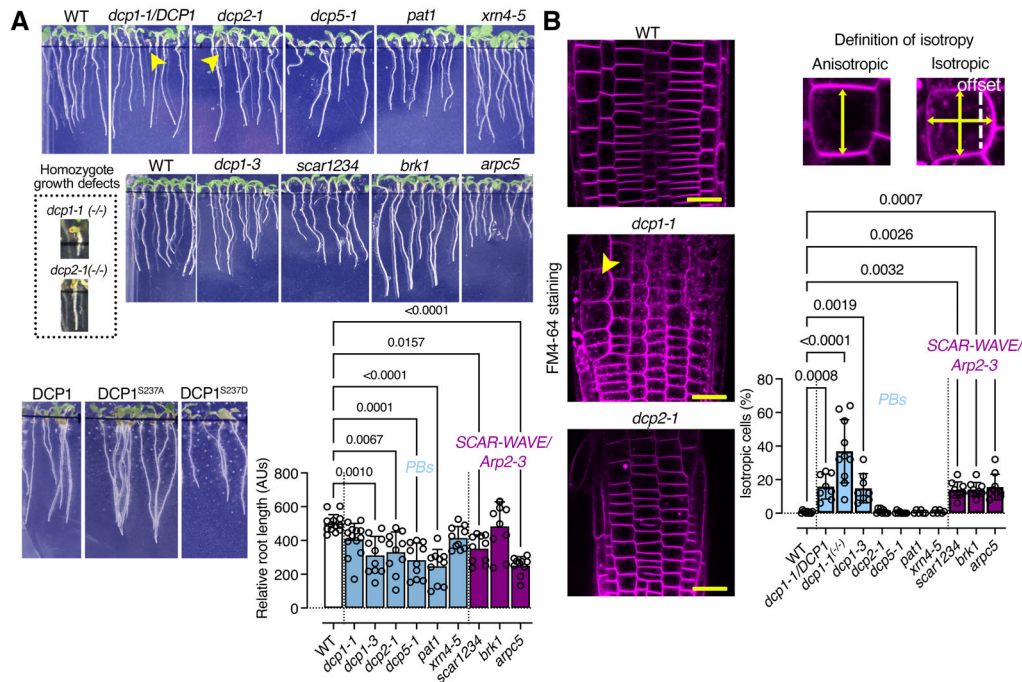 A
WT
dcp1-1/DCP1
dcp2-1
dcp5-1
pat1
xrn4-5
Homozygote
growth defects
dcp1-1 (-/-)
dcp2-1(-/-)
WT
dcp1-3
scar1234
brk1
arpc5
DCP1
DCP1S237A
DCP1S237D
<0.0001
0.0157
<0.0001
0.0001
0.0067
0.0010
PBs
SCAR-WAVE/
Arp2-3
Relative root length (AUs)
800
600
400
200
0
WT
dcp1-1
dcp1-3
dcp2-1
dcp5-1
pat1
xrn4-5
scar1234
brk1
arpc5
B
WT
dcp1-1
dcp2-1
FM4-64 staining
Definition of isotropy
Anisotropic
Isotropic
offset
0.0007
0.0026
0.0032
0.0019
<0.0001
0.0008
PBs
SCAR-WAVE/
Arp2-3
Isotropic cells (%)
80
60
40
20
0
WT
dcp1-1/DCP1
dcp1-1(-/-)
dcp1-3
dcp2-1
dcp5-1
pat1
xrn4-5
scar1234
brk1
arpc5